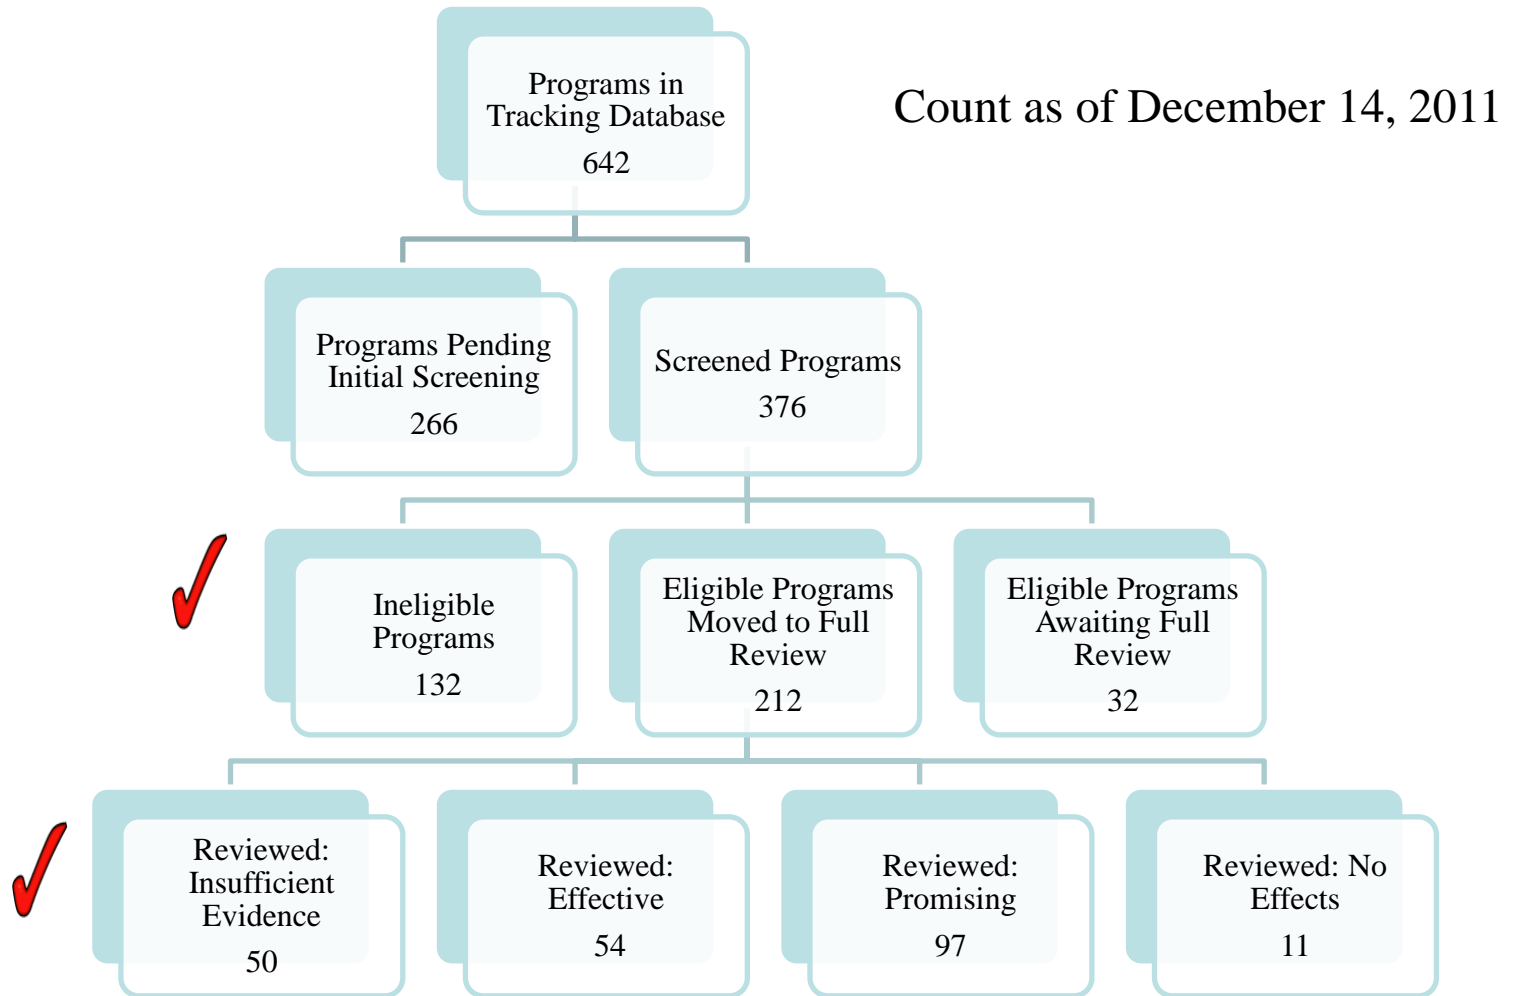 Programs in
Tracking Database
642
Count as of December 14, 2011
Programs Pending
Initial Screening
266
Screened Programs
376
Ineligible
Programs
132
Eligible Programs
Moved to Full
Review
212
Eligible Programs
Awaiting Full
Review
32
Reviewed:
Insufficient
Evidence
50
Reviewed:
Effective
54
Reviewed:
Promising
97
Reviewed: No
Effects
11